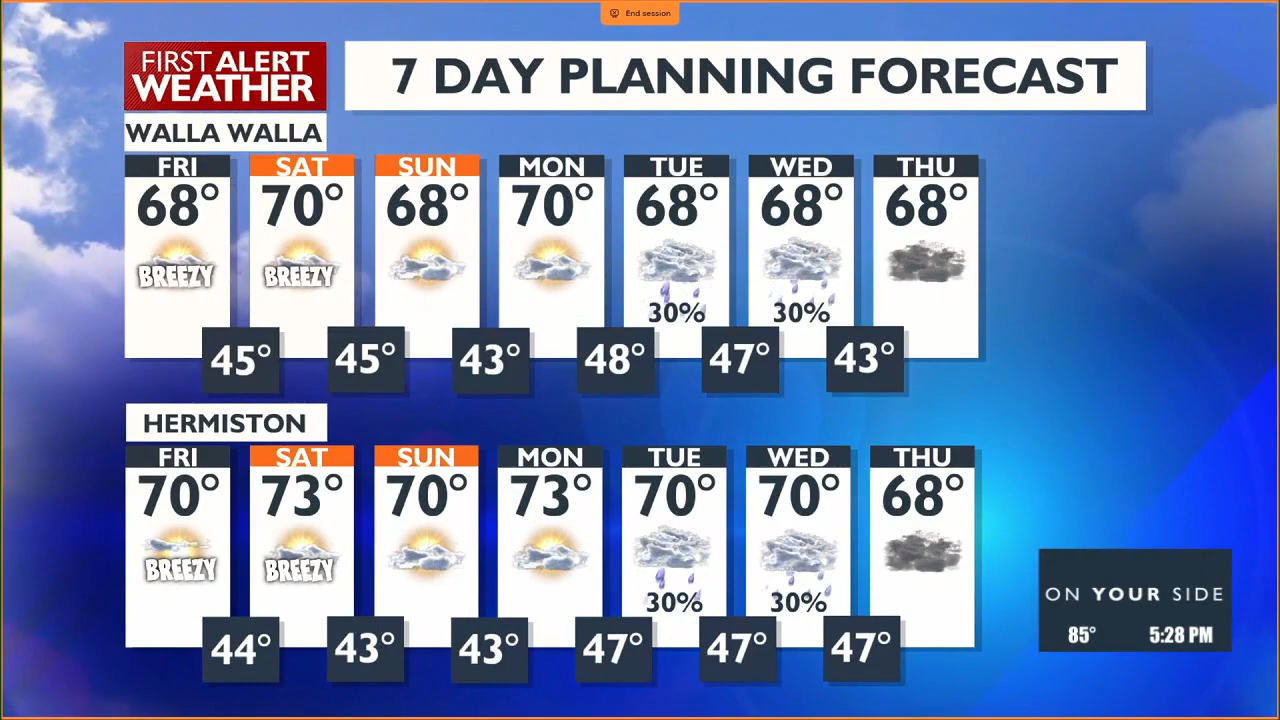 End session
FIRST ALERT
WEATHER
7 DAY PLANNING FORECAST
WALLA WALLA
FRI SAT SUN MON TUE WED THU
68° 70° 68° 70° 68° 68° 68°
BREEZY BREEZY
30% 30%
45° 45° 43° 48° 47° 43°
HERMISTON
FRI SAT SUN MON TUE WED THU
70° 73° 70° 73° 70° 70° 68°
BREEZY BREEZY
30% 30%
44° 43° 43° 47° 47° 47°
ON YOUR SIDE
85° 5:28 PM